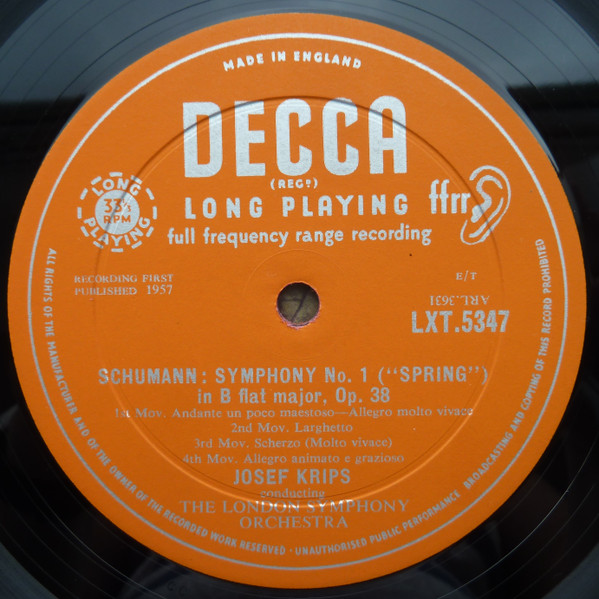 MADE IN ENGLAND
DECCA
(REGD)
LONG PLAYING
ffrr
full frequency range recording
LONG
33⅓
RPM
PLAYING
RECORDING FIRST
PUBLISHED 1957
E/T
ARL.3631
LXT.5347
SCHUMANN: SYMPHONY No. 1 ("SPRING")
in B flat major, Op. 38
1st Mov. Andante un poco maestoso—Allegro molto vivace
2nd Mov. Larghetto
3rd Mov. Scherzo (Molto vivace)
4th Mov. Allegro animato e grazioso
JOSEF KRIPS
conducting
THE LONDON SYMPHONY
ORCHESTRA
ALL RIGHTS OF THE MANUFACTURER AND OF THE OWNER OF THE RECORDED WORK RESERVED · UNAUTHORISED PUBLIC PERFORMANCE BROADCASTING AND COPYING OF THIS RECORD PROHIBITED